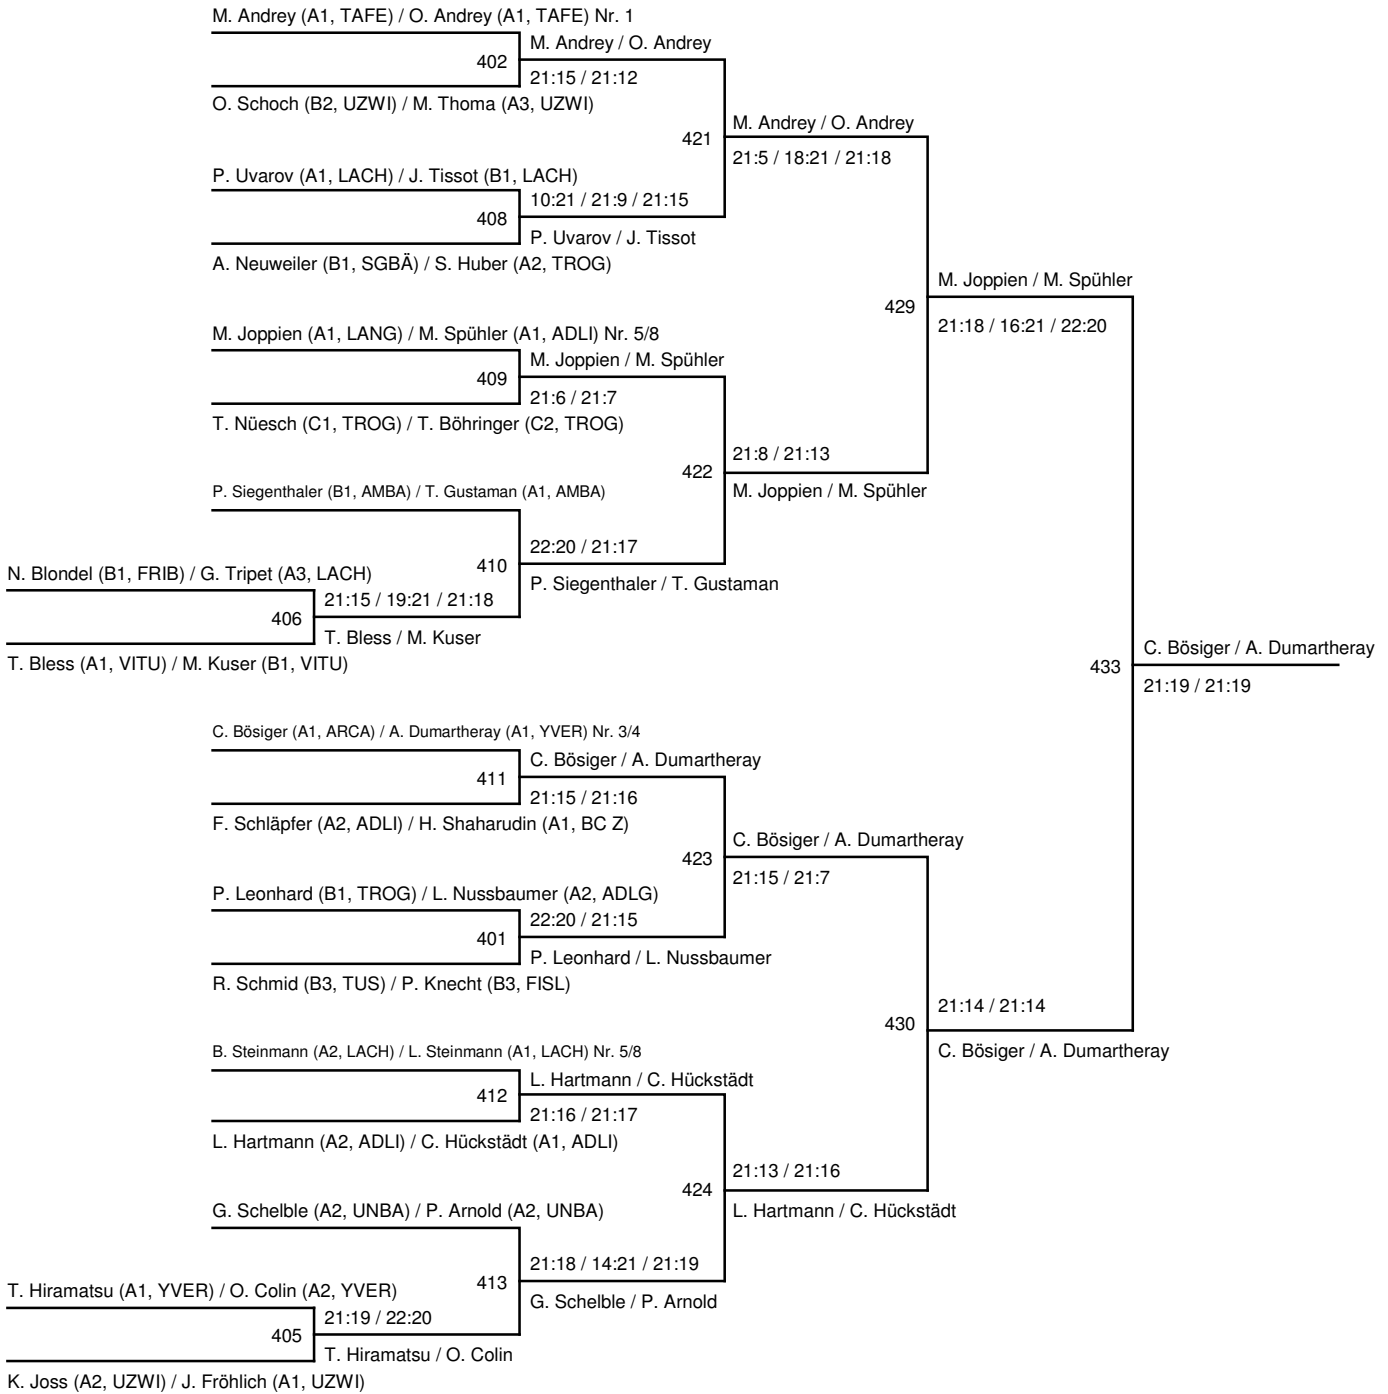 M. Andrey (A1, TAFE) / O. Andrey (A1, TAFE) Nr. 1
M. Andrey / O. Andrey
402
21:15 / 21:12
O. Schoch (B2, UZWI) / M. Thoma (A3, UZWI)
M. Andrey / O. Andrey
421
21:5 / 18:21 / 21:18
P. Uvarov (A1, LACH) / J. Tissot (B1, LACH)
10:21 / 21:9 / 21:15
408
P. Uvarov / J. Tissot
A. Neuweiler (B1, SGBÄ) / S. Huber (A2, TROG)
M. Joppien / M. Spühler
429
21:18 / 16:21 / 22:20
M. Joppien (A1, LANG) / M. Spühler (A1, ADLI) Nr. 5/8
M. Joppien / M. Spühler
409
21:6 / 21:7
T. Nüesch (C1, TROG) / T. Böhringer (C2, TROG)
21:8 / 21:13
422
M. Joppien / M. Spühler
P. Siegenthaler (B1, AMBA) / T. Gustaman (A1, AMBA)
22:20 / 21:17
410
P. Siegenthaler / T. Gustaman
N. Blondel (B1, FRIB) / G. Tripet (A3, LACH)
21:15 / 19:21 / 21:18
406
T. Bless / M. Kuser
T. Bless (A1, VITU) / M. Kuser (B1, VITU)
C. Bösiger / A. Dumartheray
433
21:19 / 21:19
C. Bösiger (A1, ARCA) / A. Dumartheray (A1, YVER) Nr. 3/4
C. Bösiger / A. Dumartheray
411
21:15 / 21:16
F. Schläpfer (A2, ADLI) / H. Shaharudin (A1, BC Z)
C. Bösiger / A. Dumartheray
423
21:15 / 21:7
P. Leonhard (B1, TROG) / L. Nussbaumer (A2, ADLG)
22:20 / 21:15
401
P. Leonhard / L. Nussbaumer
R. Schmid (B3, TUS) / P. Knecht (B3, FISL)
21:14 / 21:14
430
C. Bösiger / A. Dumartheray
B. Steinmann (A2, LACH) / L. Steinmann (A1, LACH) Nr. 5/8
L. Hartmann / C. Hückstädt
412
21:16 / 21:17
L. Hartmann (A2, ADLI) / C. Hückstädt (A1, ADLI)
21:13 / 21:16
424
L. Hartmann / C. Hückstädt
G. Schelble (A2, UNBA) / P. Arnold (A2, UNBA)
21:18 / 14:21 / 21:19
413
G. Schelble / P. Arnold
T. Hiramatsu (A1, YVER) / O. Colin (A2, YVER)
21:19 / 22:20
405
T. Hiramatsu / O. Colin
K. Joss (A2, UZWI) / J. Fröhlich (A1, UZWI)